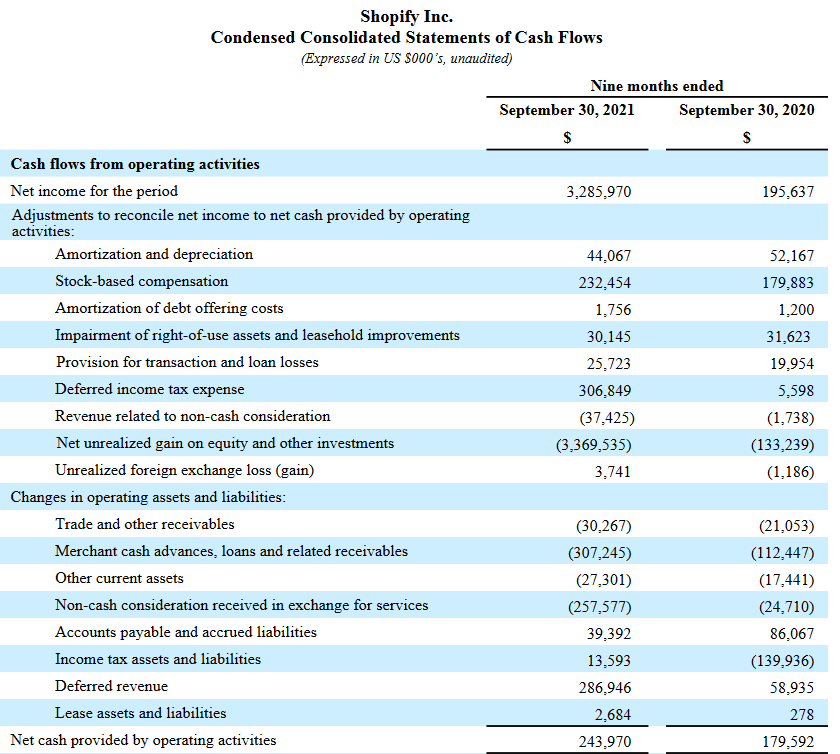 Shopify Inc.
Condensed Consolidated Statements of Cash Flows
(Expressed in US $000's, unaudited)
Nine months ended
September 30, 2021 September 30, 2020
$ $
Cash flows from operating activities
Net income for the period 3,285,970 195,637
Adjustments to reconcile net income to net cash provided by operating
activities:
Amortization and depreciation 44,067 52,167
Stock-based compensation 232,454 179,883
Amortization of debt offering costs 1,756 1,200
Impairment of right-of-use assets and leasehold improvements 30,145 31,623
Provision for transaction and loan losses 25,723 19,954
Deferred income tax expense 306,849 5,598
Revenue related to non-cash consideration (37,425) (1,738)
Net unrealized gain on equity and other investments (3,369,535) (133,239)
Unrealized foreign exchange loss (gain) 3,741 (1,186)
Changes in operating assets and liabilities:
Trade and other receivables (30,267) (21,053)
Merchant cash advances, loans and related receivables (307,245) (112,447)
Other current assets (27,301) (17,441)
Non-cash consideration received in exchange for services (257,577) (24,710)
Accounts payable and accrued liabilities 39,392 86,067
Income tax assets and liabilities 13,593 (139,936)
Deferred revenue 286,946 58,935
Lease assets and liabilities 2,684 278
Net cash provided by operating activities 243,970 179,592